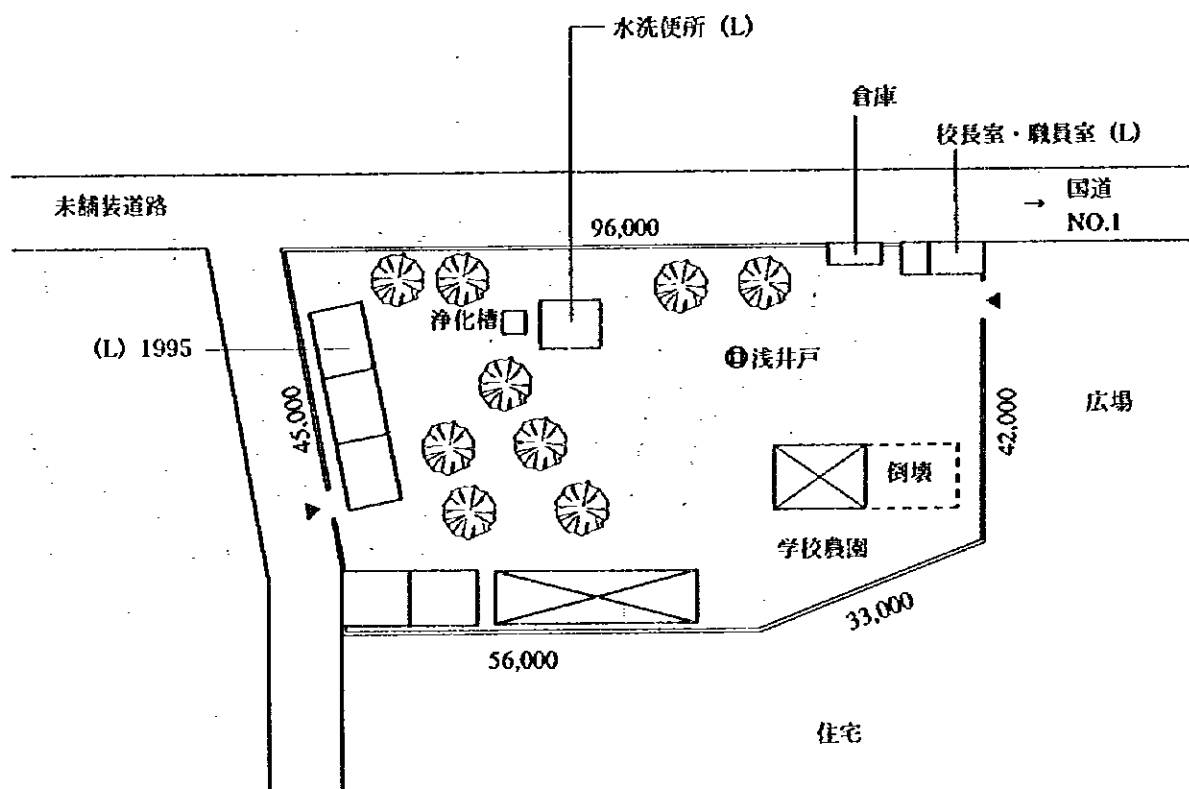 水洗便所 (L)
倉庫
校長室・職員室 (L)
未舗装道路
→ 国道
NO.1
96,000
浄化槽
(L) 1995
浅井戸
45,000
広場
42,000
倒壊
学校農園
33,000
56,000
住宅